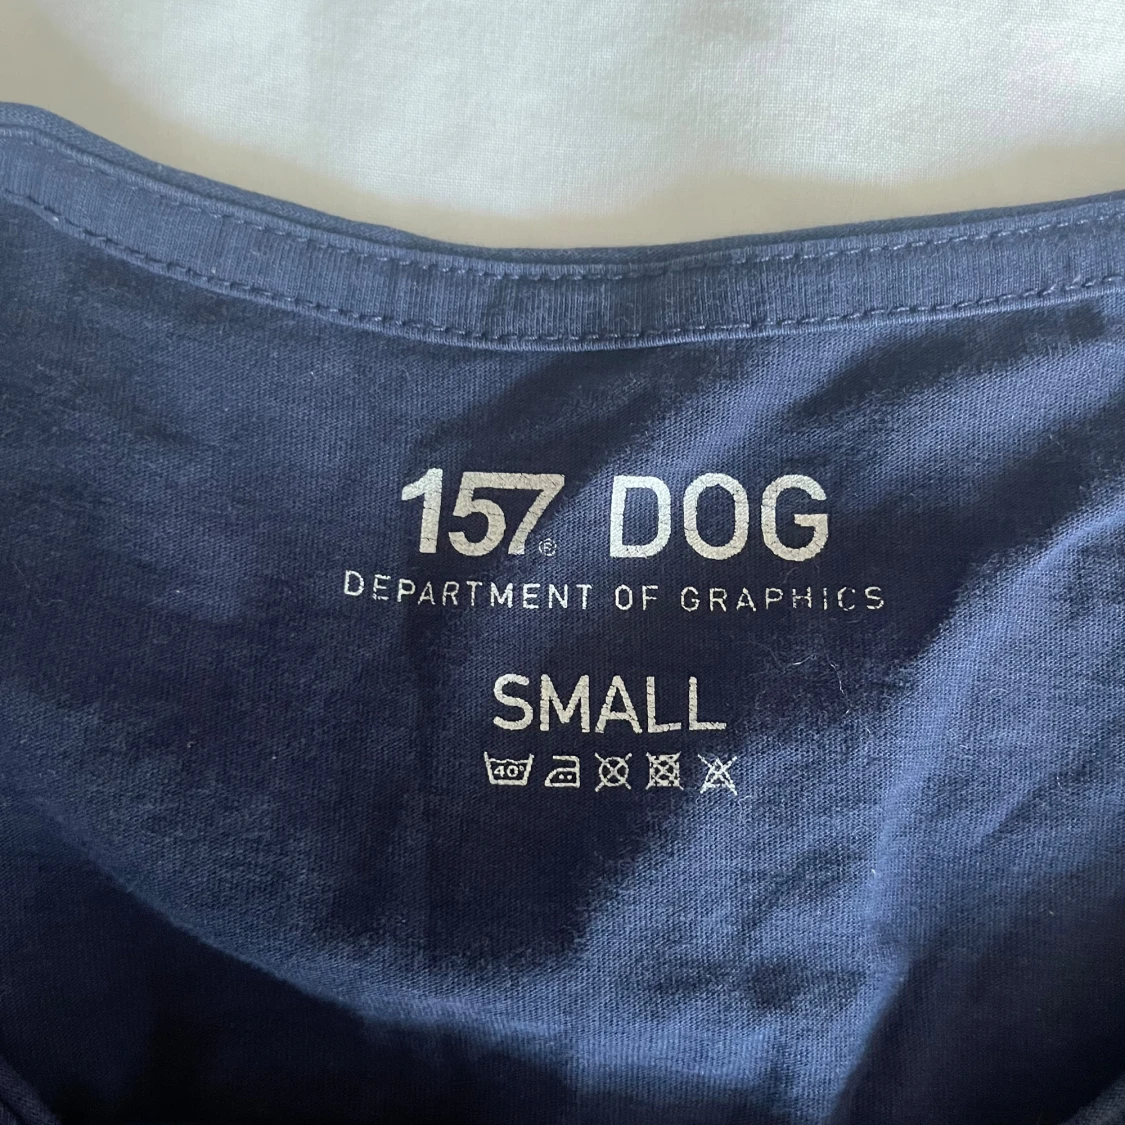 157® DOG
DEPARTMENT OF GRAPHICS
SMALL
40°